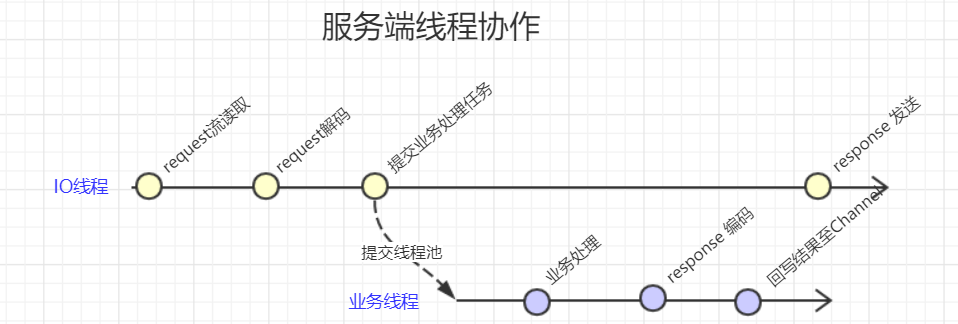 服务端线程协作
request流读取
request解码
提交业务处理任务
response 发送
IO线程
提交线程池
业务处理
response 编码
回写结果至Channel
业务线程